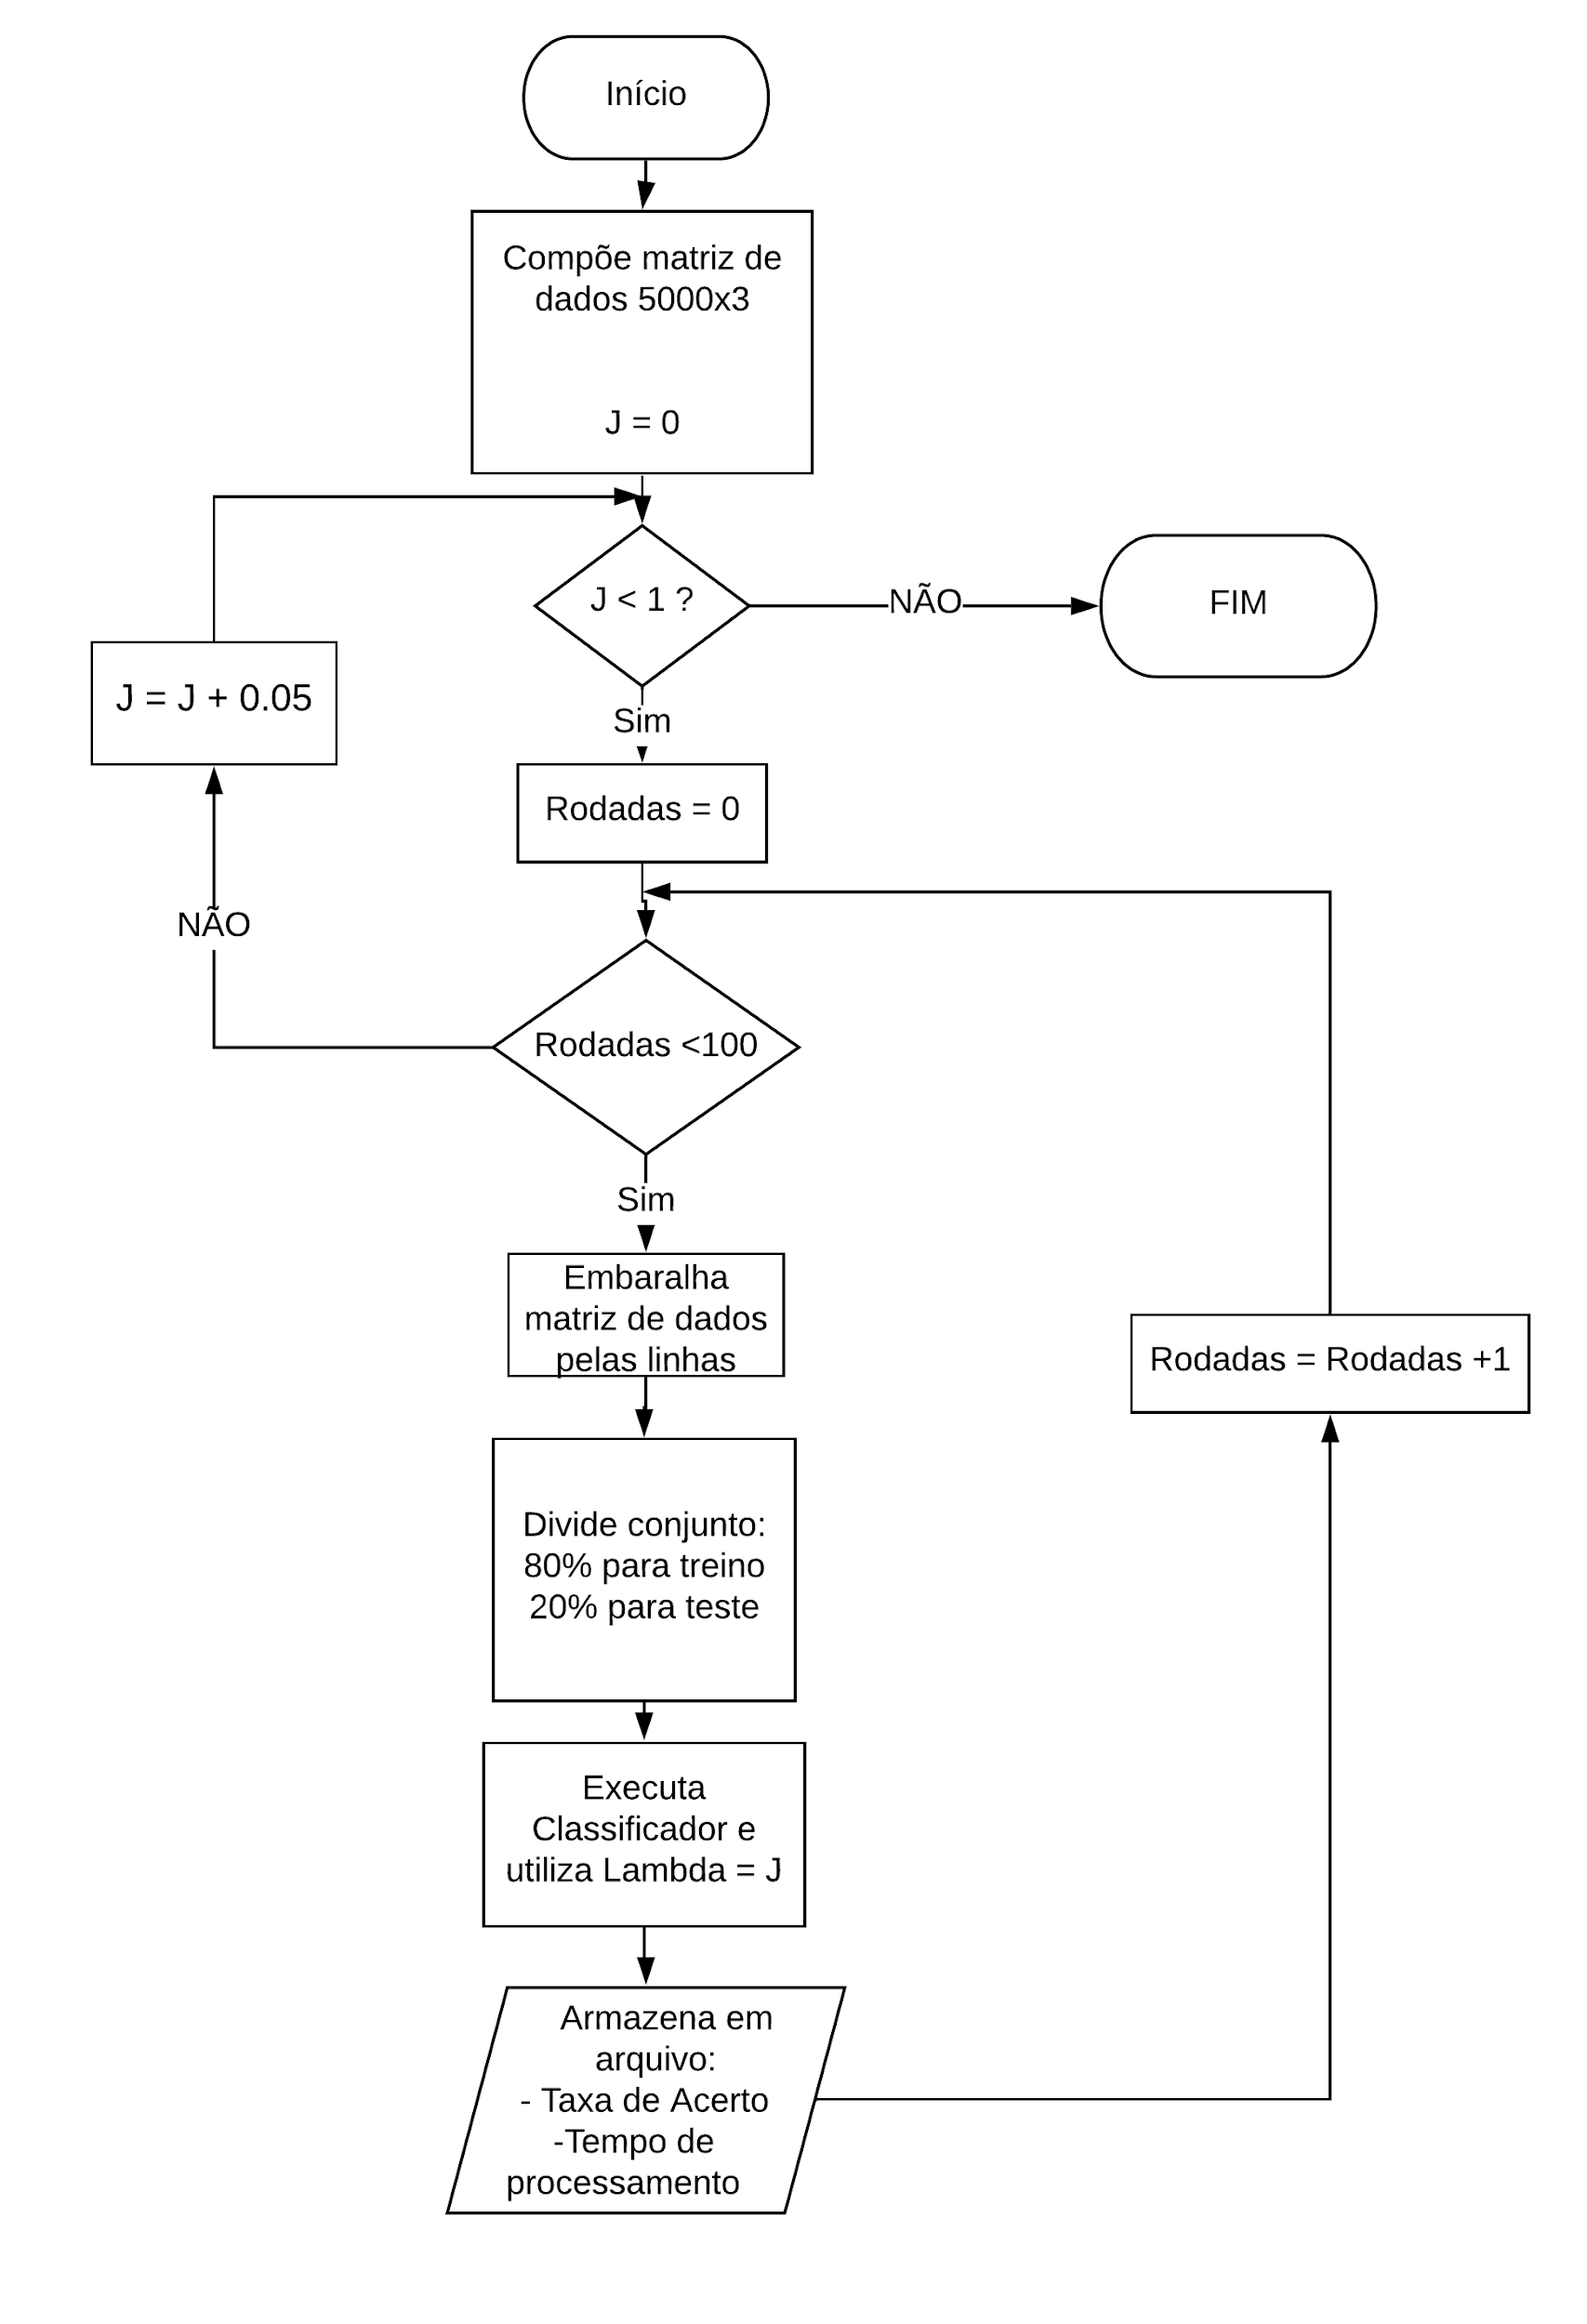 Início
Compõe matriz de
dados 5000x3
J = 0
J < 1 ?
NÃO
FIM
J = J + 0.05
Sim
Rodadas = 0
NÃO
Rodadas <100
Sim
Embaralha
matriz de dados
pelas linhas
Rodadas = Rodadas +1
Divide conjunto:
80% para treino
20% para teste
Executa
Classificador e
utiliza Lambda = J
Armazena em
arquivo:
- Taxa de Acerto
-Tempo de
processamento